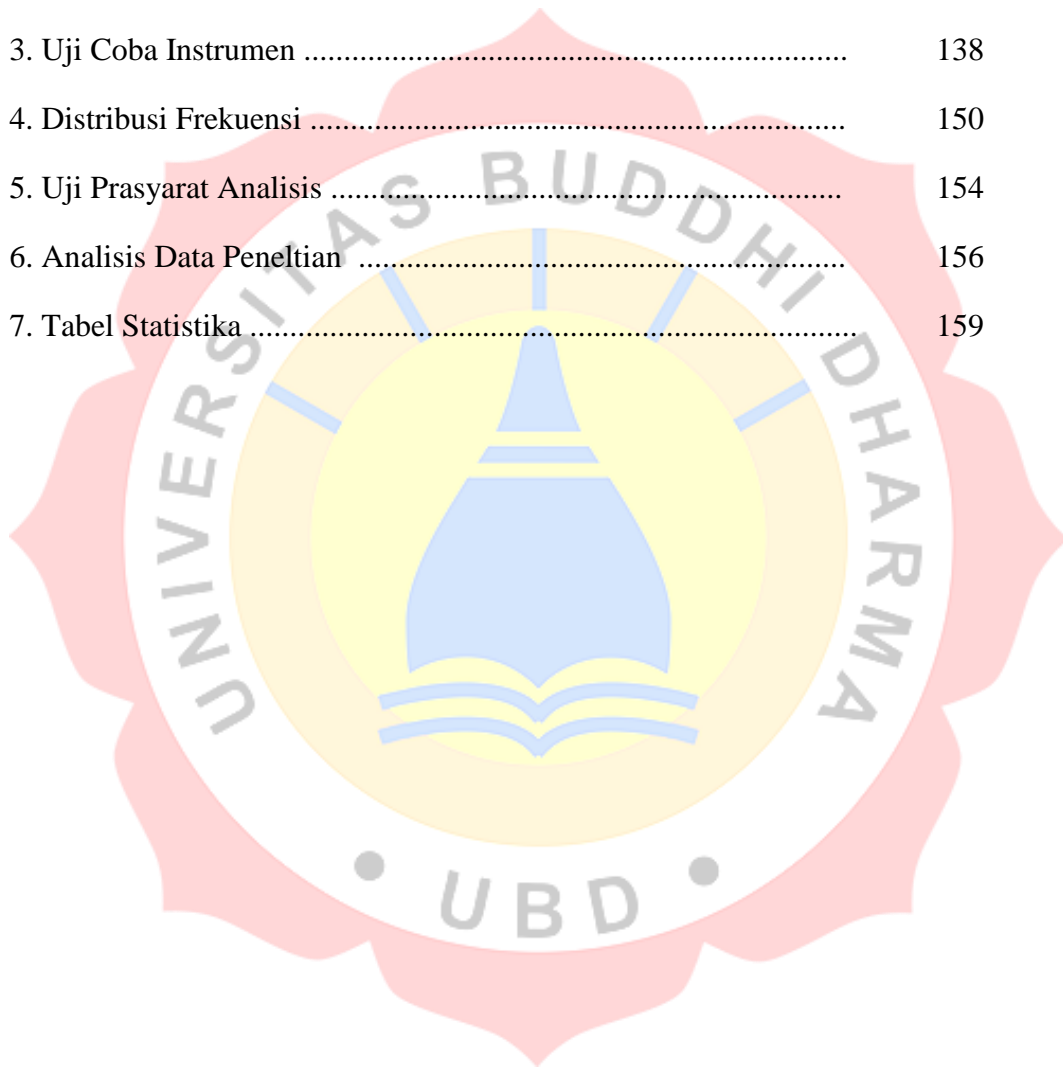 3. Uji Coba Instrumen .................................................................... 138
4. Distribusi Frekuensi ................................................................... 150
5. Uji Prasyarat Analisis ................................................................ 154
6. Analisis Data Peneltian ............................................................. 156
7. Tabel Statistika ............................................................................ 159
UNIVERSITAS BUDDHI DHARMA
• UBD •